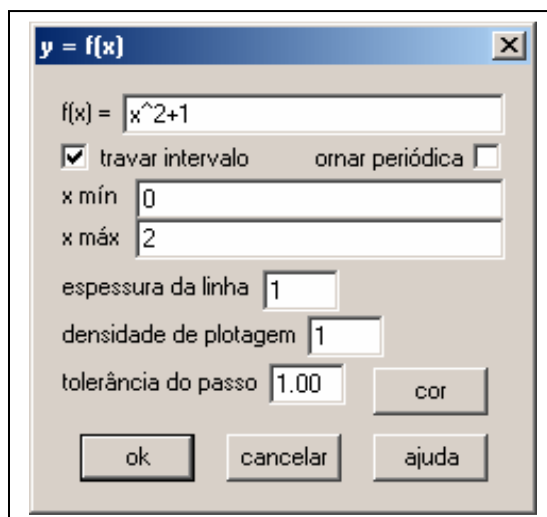 y = f(x)
f(x) = x^2+1
travar intervalo ornar periódica
x mín 0
x máx 2
espessura da linha 1
densidade de plotagem 1
tolerância do passo 1.00 cor
ok cancelar ajuda